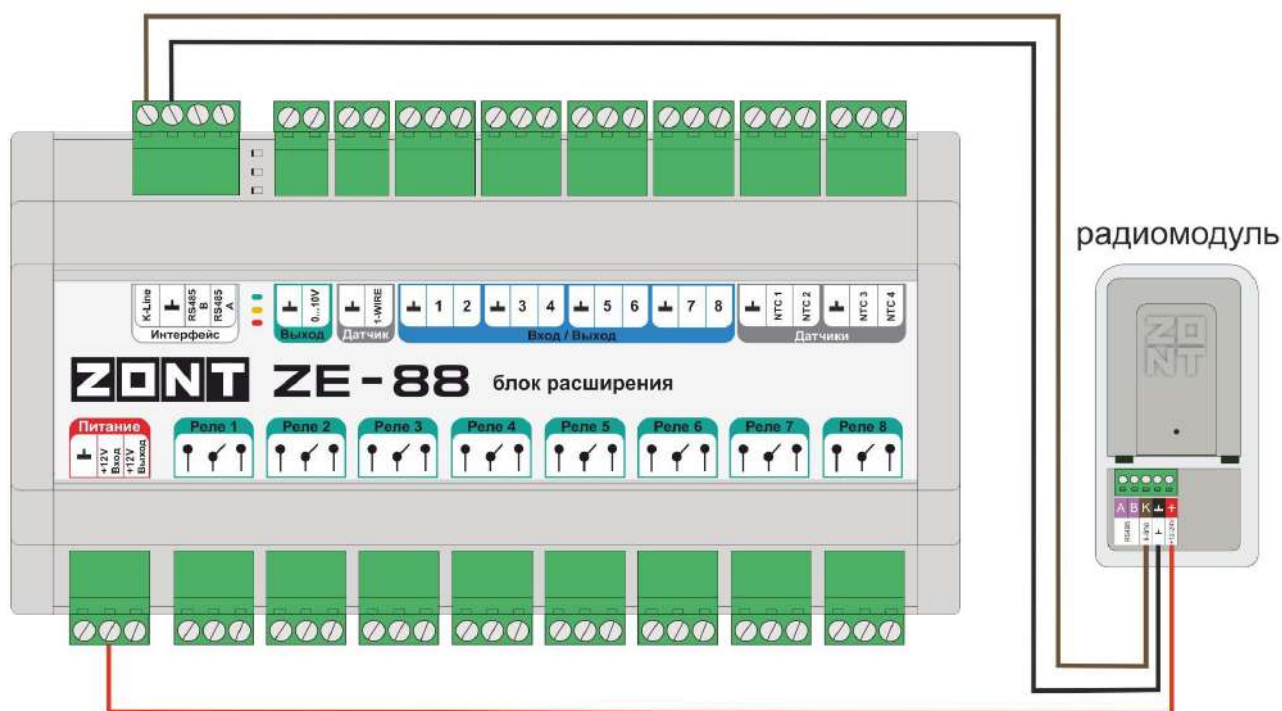 радиомодуль
K-Line
⊥
RS485 B
RS485 A
Интерфейс
⊥
0...10V
Выход
⊥
1-WIRE
Датчик
⊥ 1 2 ⊥ 3 4 ⊥ 5 6 ⊥ 7 8
Вход / Выход
⊥
NTC 1
NTC 2
⊥
NTC 3
NTC 4
Датчики
ZONT ZE-88 блок расширения
Питание
⊥
+12V Вход
+12V Выход
Реле 1 Реле 2 Реле 3 Реле 4 Реле 5 Реле 6 Реле 7 Реле 8
ZONT
A B K ⊥ +
RS485
k-line
⊥
+12-24v